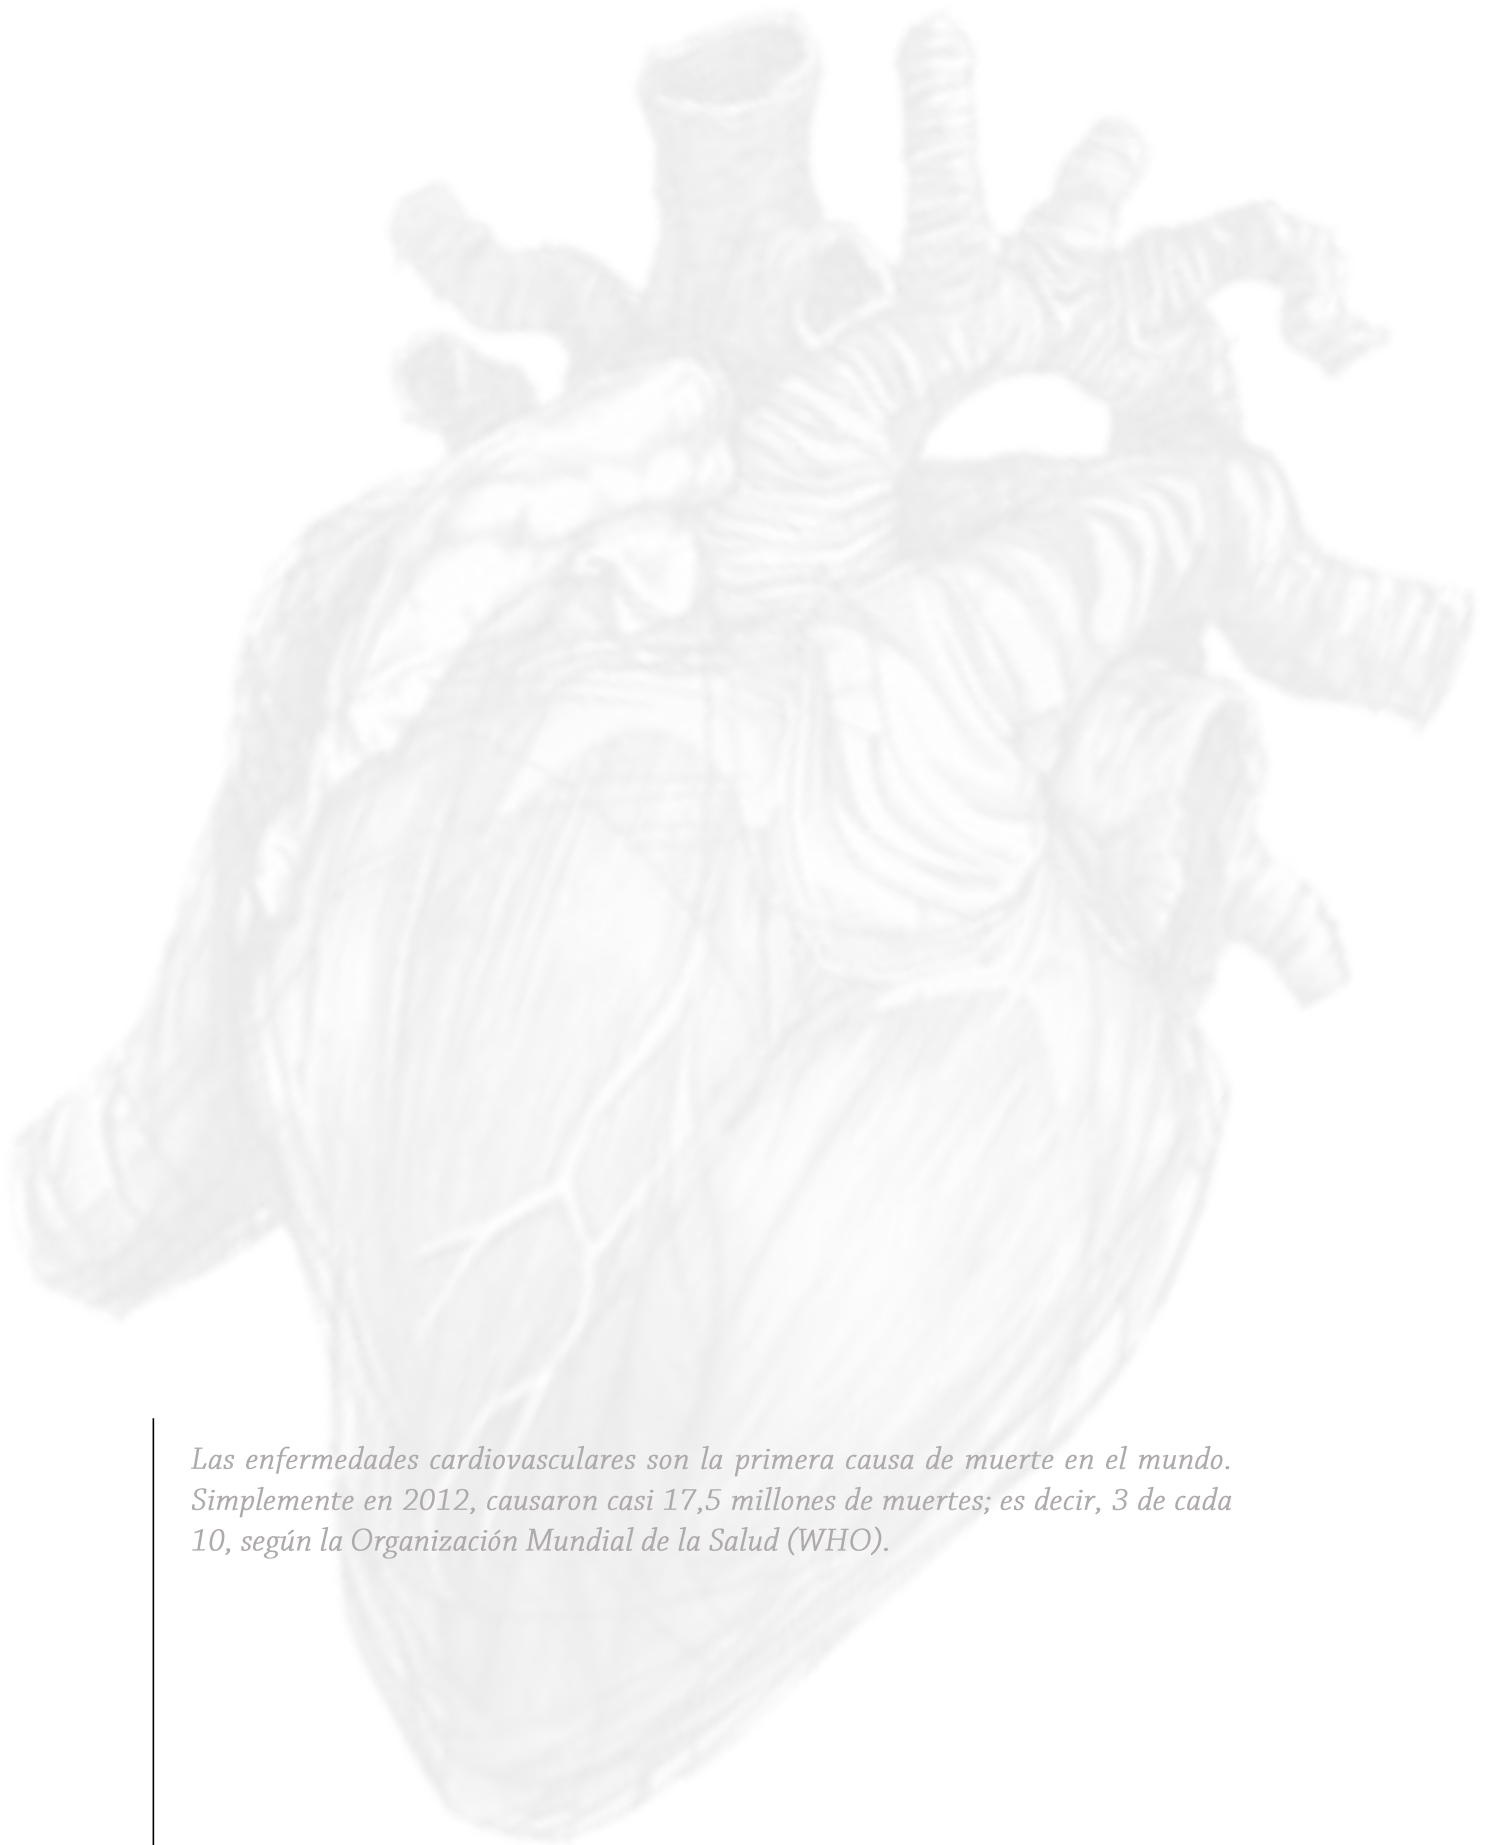 Las enfermedades cardiovasculares son la primera causa de muerte en el mundo.
Simplemente en 2012, causaron casi 17,5 millones de muertes; es decir, 3 de cada
10, según la Organización Mundial de la Salud (WHO).